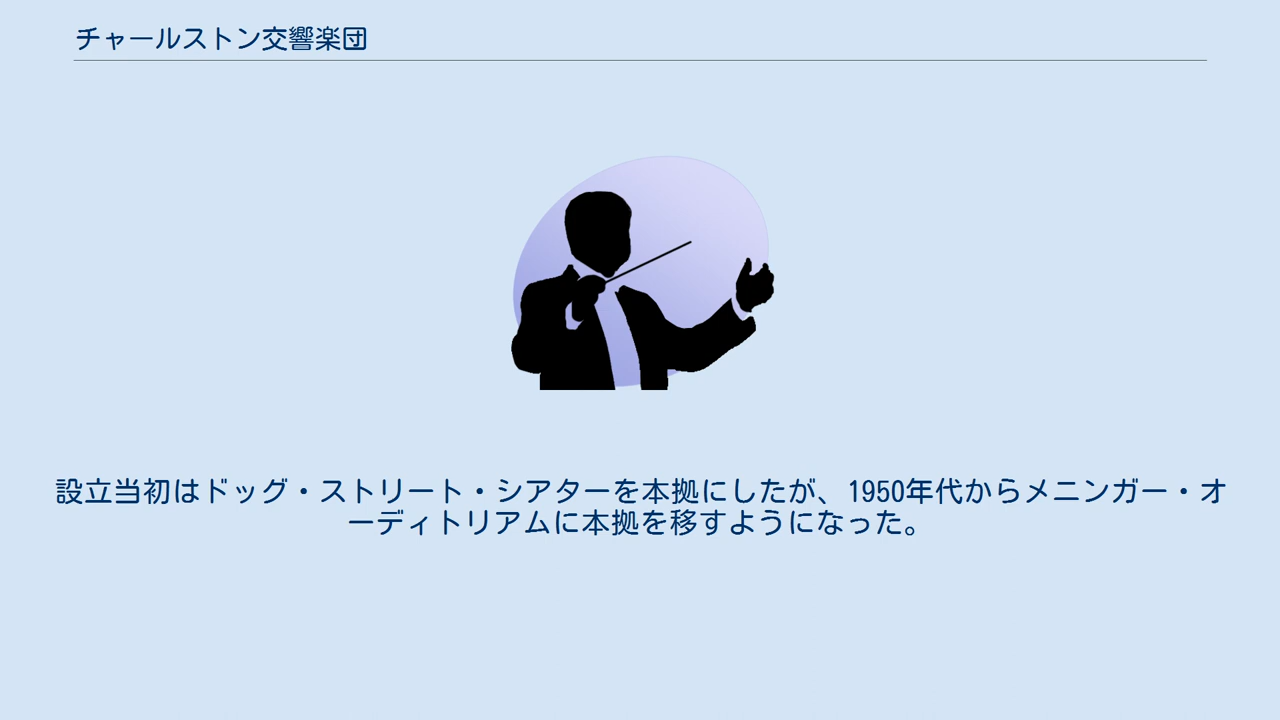 チャールストン交響楽団
設立当初はドッグ・ストリート・シアターを本拠にしたが、1950年代からメニンガー・オ
ーディトリアムに本拠を移すようになった。